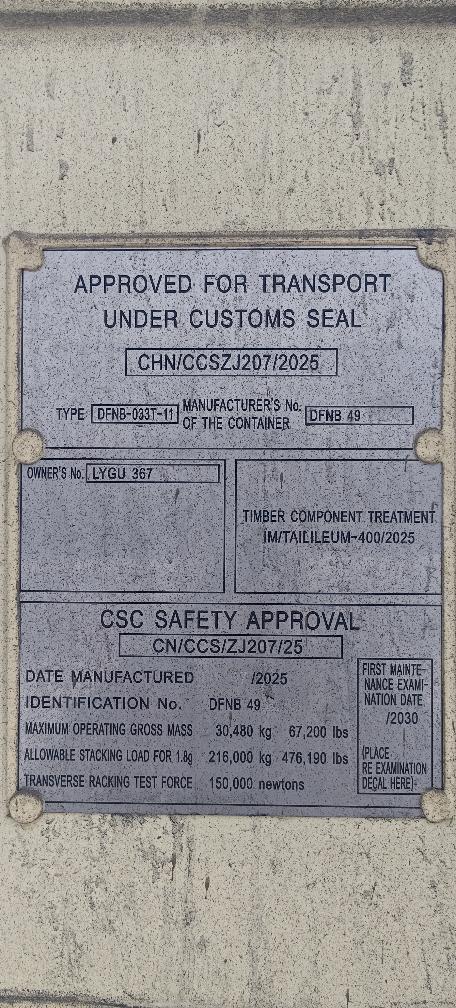 APPROVED FOR TRANSPORT
UNDER CUSTOMS SEAL
CHN/CCSZJ207/2025
TYPE DFNB-033T-11 MANUFACTURER'S No. OF THE CONTAINER DFNB 49
OWNER'S No. LYGU 367
TIMBER COMPONENT TREATMENT
IM/TAILILEUM-400/2025
CSC SAFETY APPROVAL
CN/CCS/ZJ207/25
DATE MANUFACTURED /2025
IDENTIFICATION No. DFNB 49
MAXIMUM OPERATING GROSS MASS 30,480 kg 67,200 lbs
ALLOWABLE STACKING LOAD FOR 1.8g 216,000 kg 476,190 lbs
TRANSVERSE RACKING TEST FORCE 150,000 newtons
FIRST MAINTE-
NANCE EXAMI-
NATION DATE
/2030
(PLACE
RE EXAMINATION
DECAL HERE)